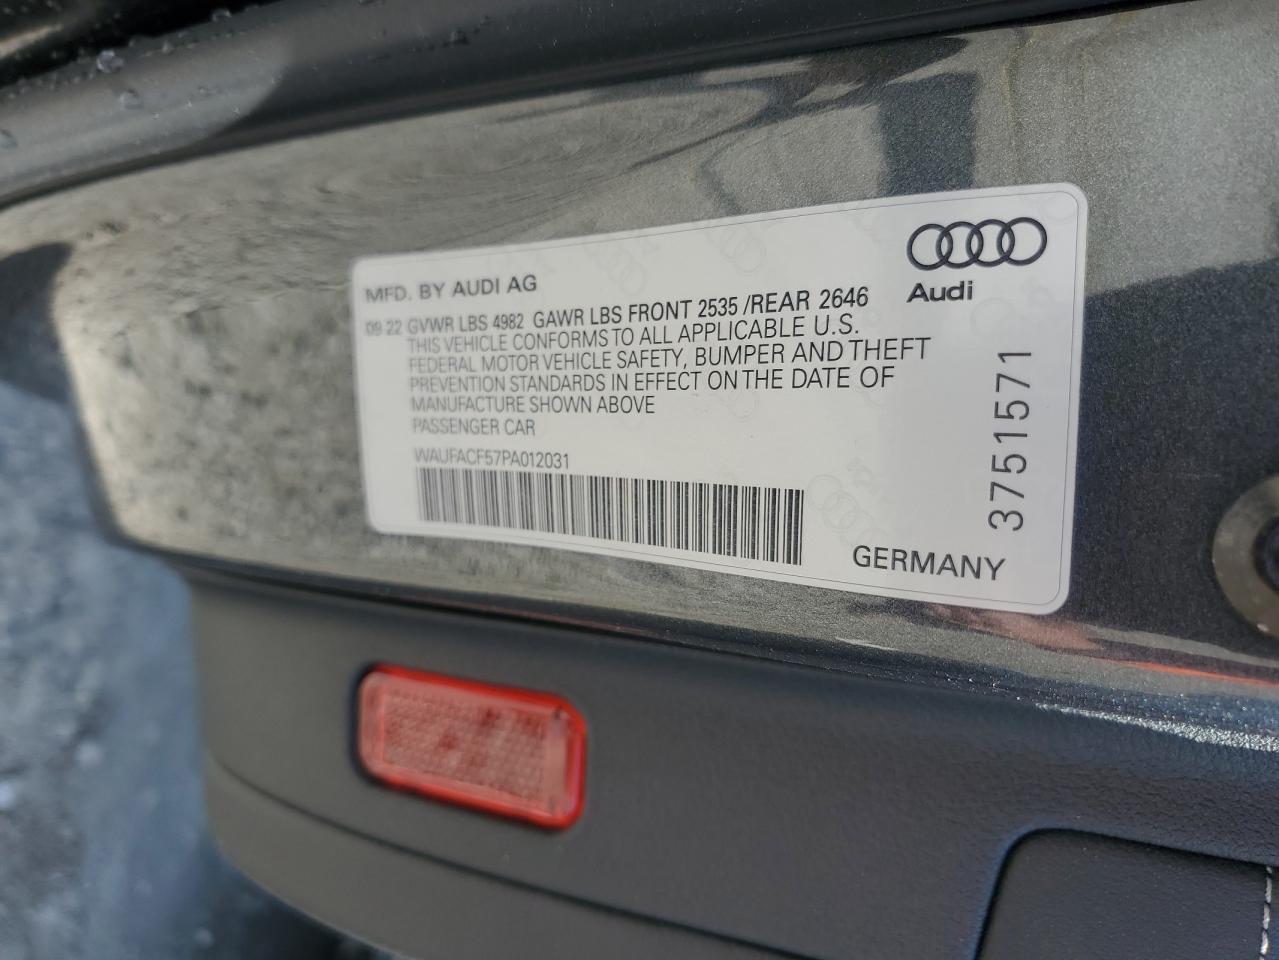 Audi
MFD. BY AUDI AG
09 22 GVWR LBS 4982 GAWR LBS FRONT 2535 /REAR 2646
THIS VEHICLE CONFORMS TO ALL APPLICABLE U.S.
FEDERAL MOTOR VEHICLE SAFETY, BUMPER AND THEFT
PREVENTION STANDARDS IN EFFECT ON THE DATE OF
MANUFACTURE SHOWN ABOVE
PASSENGER CAR
WAUFACF57PA012031
GERMANY
3751571